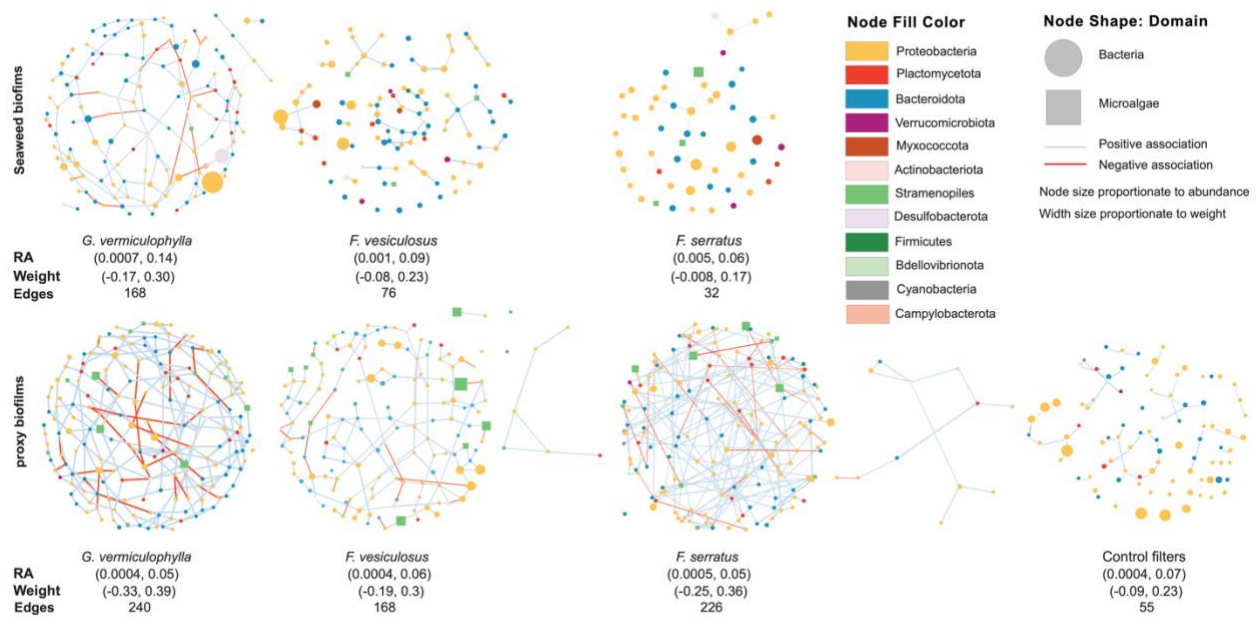 Seaweed biofims
G. vermiculophylla
F. vesiculosus
F. serratus
RA
(0.0007, 0.14)
(0.001, 0.09)
(0.005, 0.06)
Weight
(-0.17, 0.30)
(-0.08, 0.23)
(-0.008, 0.17)
Edges
168
76
32
Node Fill Color
Proteobacteria
Plactomycetota
Bacteroidota
Verrucomicrobiota
Myxococcota
Actinobacteriota
Stramenopiles
Desulfobacterota
Firmicutes
Bdellovibrionota
Cyanobacteria
Campylobacterota
Node Shape: Domain
Bacteria
Microalgae
Positive association
Negative association
Node size proportionate to abundance
Width size proportionate to weight
proxy biofilms
G. vermiculophylla
F. vesiculosus
F. serratus
Control filters
RA
(0.0004, 0.05)
(0.0004, 0.06)
(0.0005, 0.05)
(0.0004, 0.07)
Weight
(-0.33, 0.39)
(-0.19, 0.3)
(-0.25, 0.36)
(-0.09, 0.23)
Edges
240
168
226
55